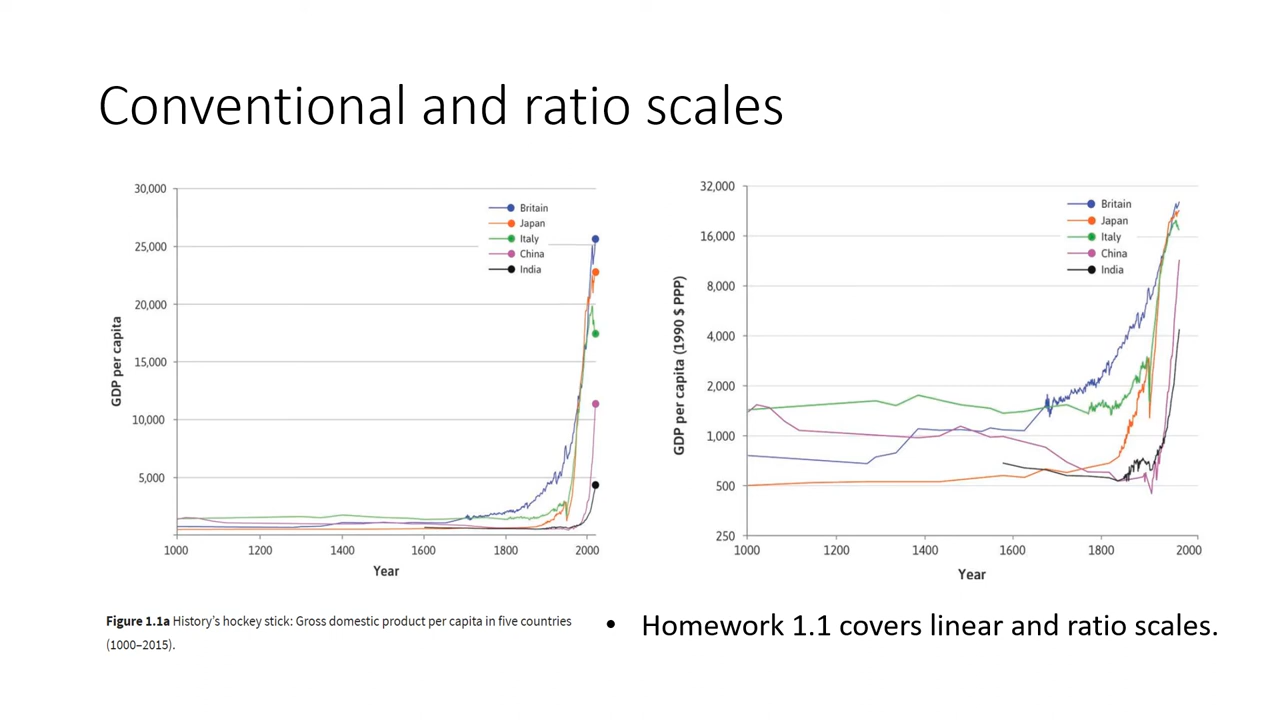 Conventional and ratio scales
30,000
25,000
20,000
15,000
10,000
5,000
GDP per capita
1000 1200 1400 1600 1800 2000
Year
Britain
Japan
Italy
China
India
32,000
16,000
8,000
4,000
2,000
1,000
500
250
GDP per capita (1990 $ PPP)
1000 1200 1400 1600 1800 2000
Year
Britain
Japan
Italy
China
India
Figure 1.1a History's hockey stick: Gross domestic product per capita in five countries
(1000–2015).
• Homework 1.1 covers linear and ratio scales.